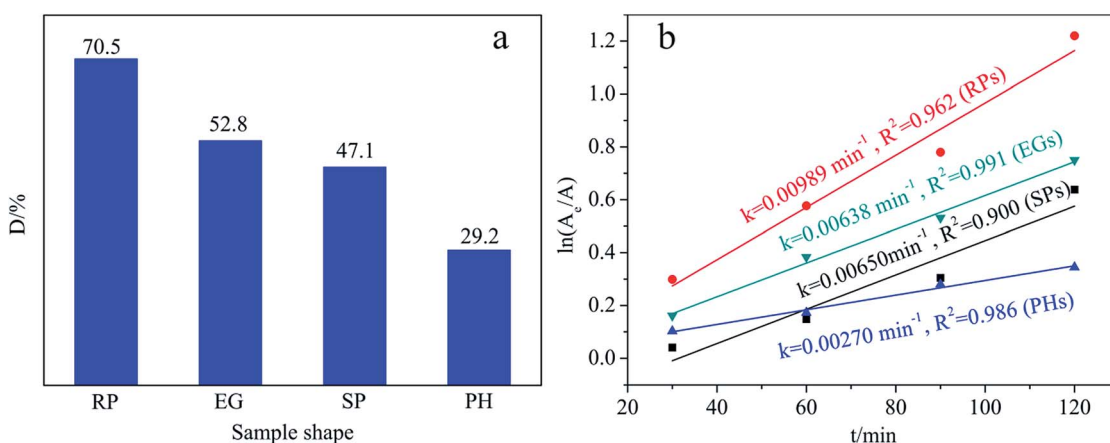 a
70.5
52.8
47.1
29.2
D/%
RP EG SP PH
Sample shape
b
ln(Aₑ/A)
1.2
1.0
0.8
0.6
0.4
0.2
0.0
k=0.00989 min⁻¹, R²=0.962 (RPs)
k=0.00638 min⁻¹, R²=0.991 (EGs)
k=0.00650min⁻¹, R²=0.900 (SPs)
k=0.00270 min⁻¹, R²=0.986 (PHs)
20 40 60 80 100 120
t/min